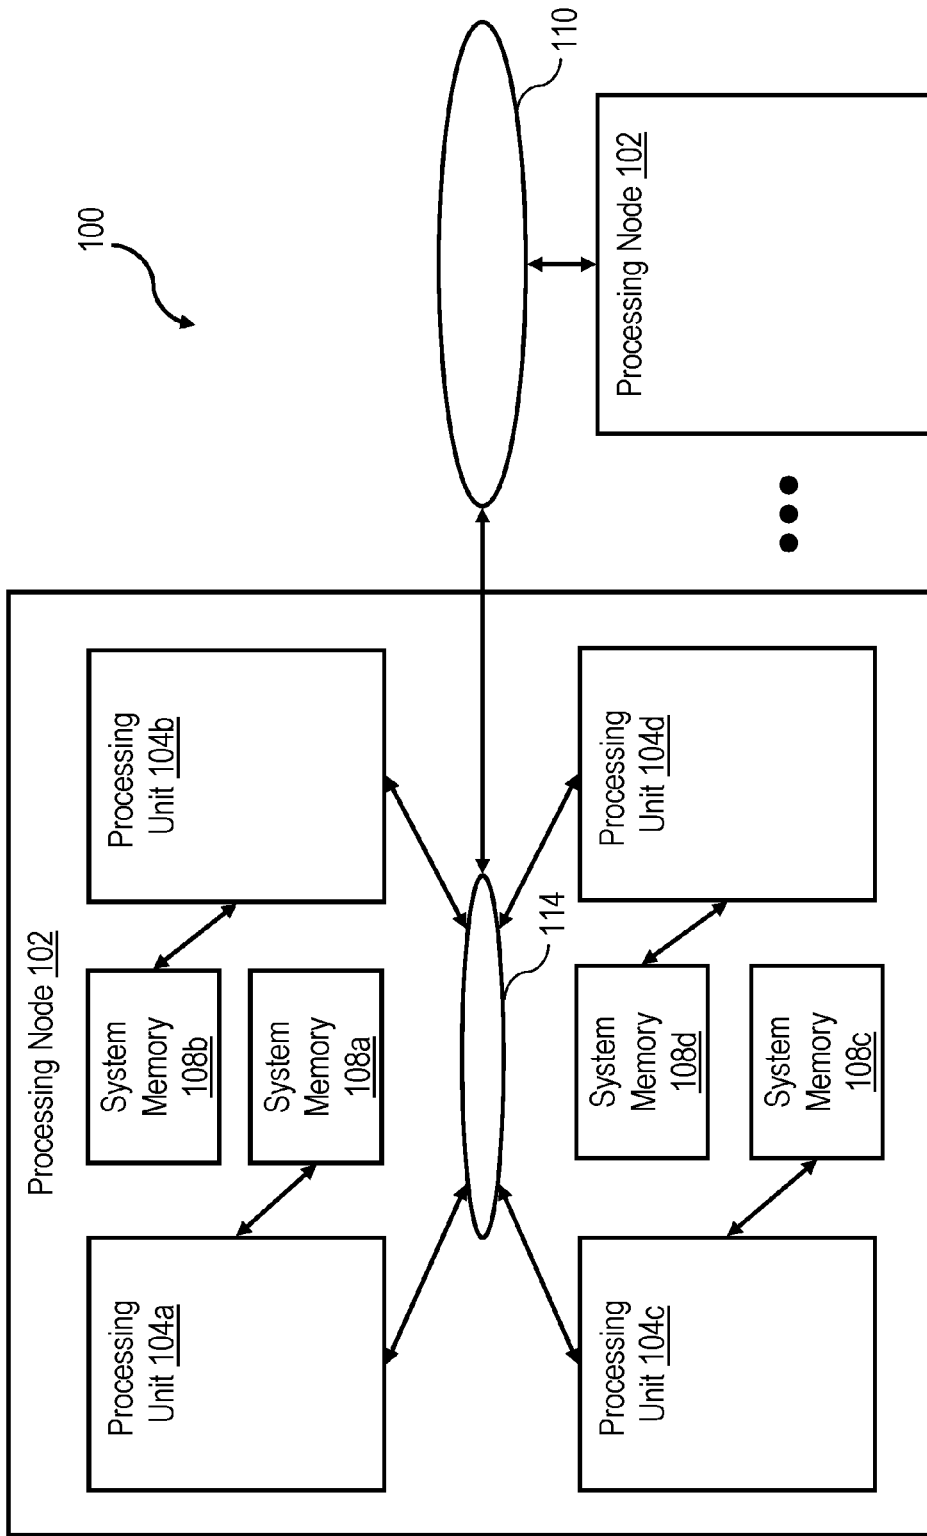 100
Processing Node 102
Processing
Unit 104a
System
Memory
108b
System
Memory
108a
Processing
Unit 104b
114
Processing
Unit 104c
System
Memory
108d
System
Memory
108c
Processing
Unit 104d
110
Processing Node 102